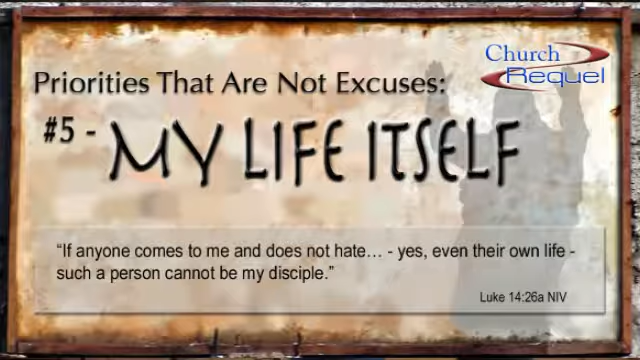 Church
Requel
Priorities That Are Not Excuses:
#5 - MY LIFE ITSELF
“If anyone comes to me and does not hate… - yes, even their own life -
such a person cannot be my disciple.”
Luke 14:26a NIV